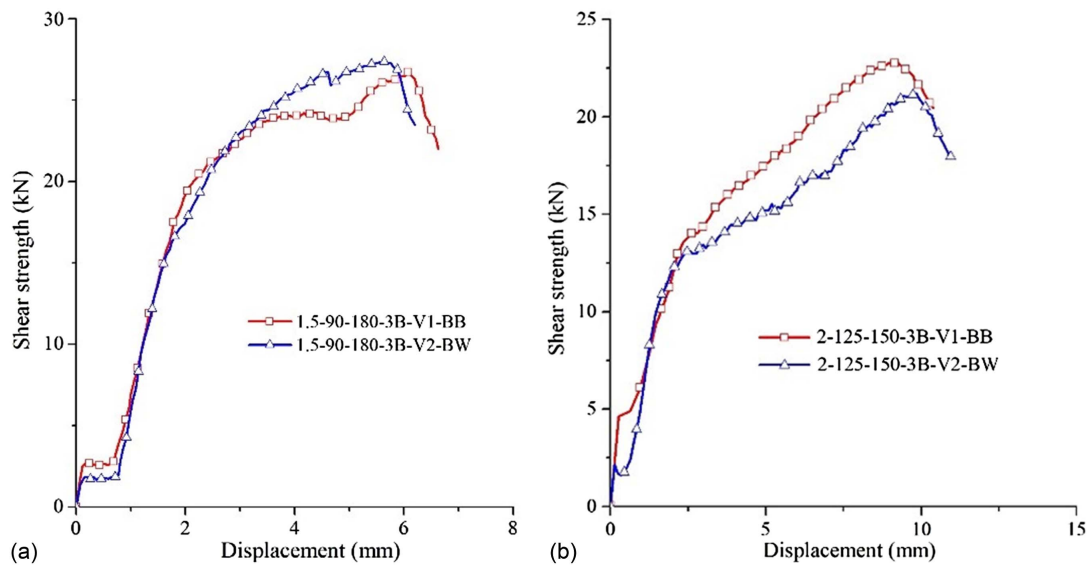 30
20
10
0
Shear strength (kN)
1.5-90-180-3B-V1-BB
1.5-90-180-3B-V2-BW
0 2 4 6 8
(a) Displacement (mm)
25
20
15
10
5
0
Shear strength (kN)
2-125-150-3B-V1-BB
2-125-150-3B-V2-BW
0 5 10 15
(b) Displacement (mm)